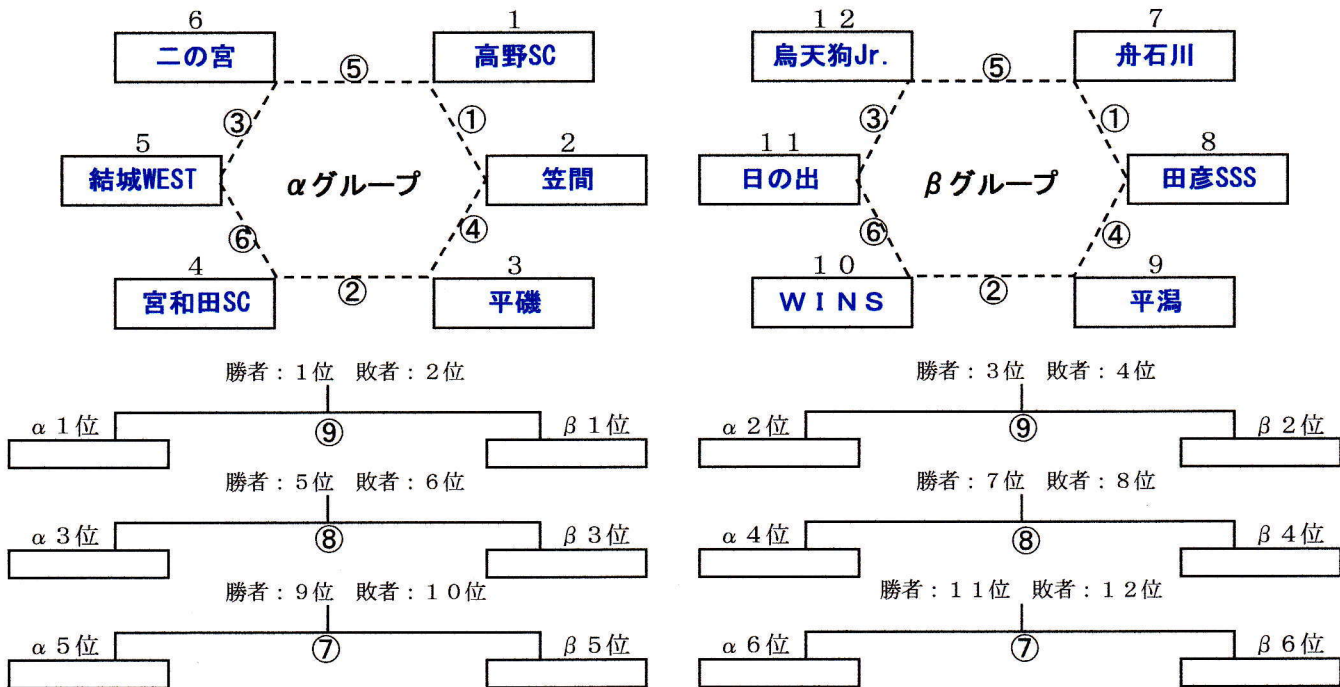 6 1 12 7
二の宮 ⑤ 高野SC 烏天狗Jr. ⑤ 舟石川
③ ① ③ ①
5 2 11 8
結城WEST αグループ 笠間 日の出 βグループ 田彦SSS
⑥ ④ ⑥ ④
4 3 10 9
宮和田SC ② 平磯 WINS ② 平潟
勝者:1位 敗者:2位 勝者:3位 敗者:4位
α1位 ⑨ β1位 α2位 ⑨ β2位
勝者:5位 敗者:6位 勝者:7位 敗者:8位
α3位 ⑧ β3位 α4位 ⑧ β4位
勝者:9位 敗者:10位 勝者:11位 敗者:12位
α5位 ⑦ β5位 α6位 ⑦ β6位